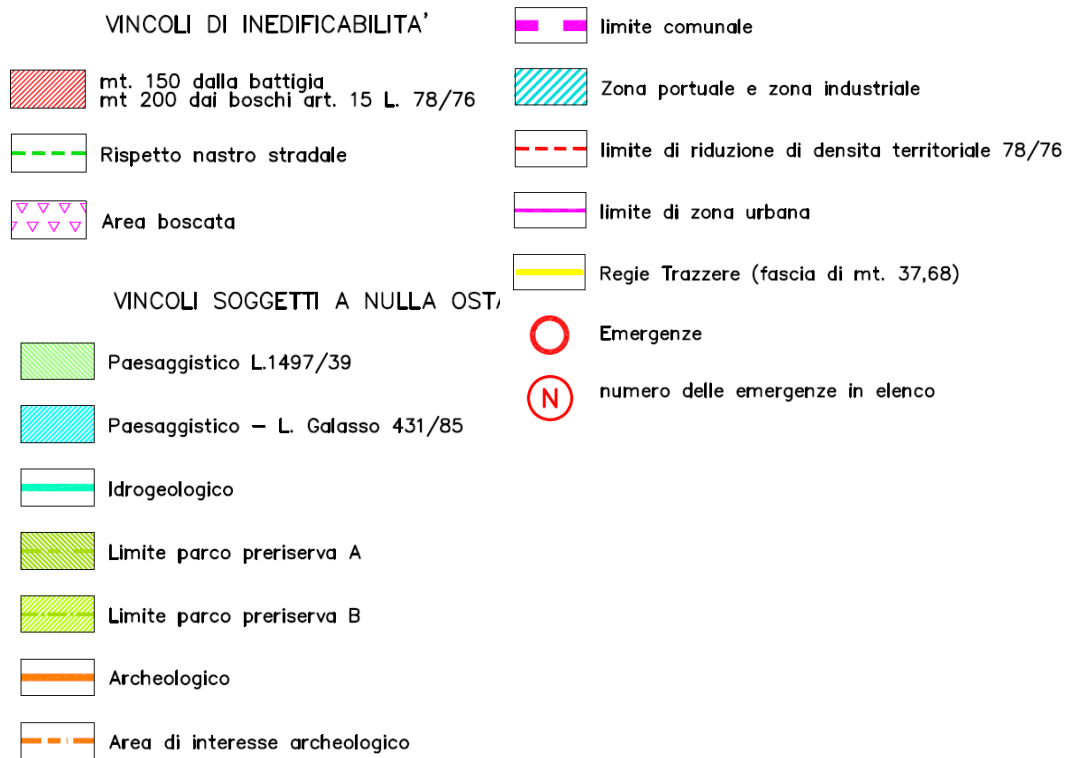 VINCOLI DI INEDIFICABILITA'
mt. 150 dalla battigia
mt 200 dai boschi art. 15 L. 78/76
Rispetto nastro stradale
Area boscata
VINCOLI SOGGETTI A NULLA OSTA
Paesaggistico L.1497/39
Paesaggistico – L. Galasso 431/85
Idrogeologico
Limite parco preriserva A
Limite parco preriserva B
Archeologico
Area di interesse archeologico
limite comunale
Zona portuale e zona industriale
limite di riduzione di densita territoriale 78/76
limite di zona urbana
Regie Trazzere (fascia di mt. 37,68)
Emergenze
N
numero delle emergenze in elenco